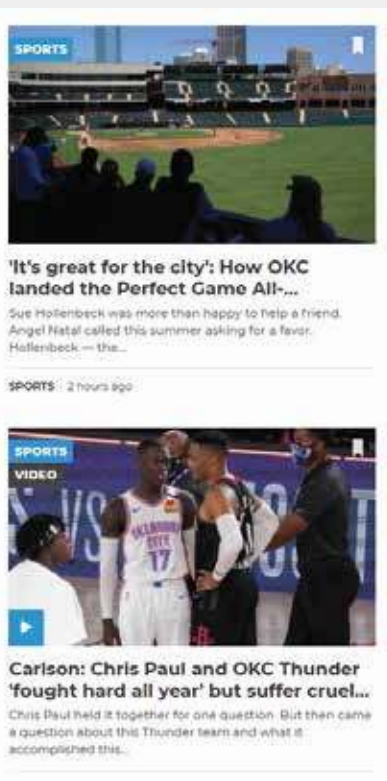 SPORTS
'It's great for the city': How OKC
landed the Perfect Game All-...
Sue Hollenbeck was more than happy to help a friend.
Angel Natal called this summer asking for a favor.
Hollenbeck — the...
SPORTS 2 hours ago
SPORTS
VIDEO
VS
OKLAHOMA
CITY
17
Carlson: Chris Paul and OKC Thunder
'fought hard all year' but suffer cruel...
Chris Paul held it together for one question. But then came
a question about this Thunder team and what it
accomplished this...